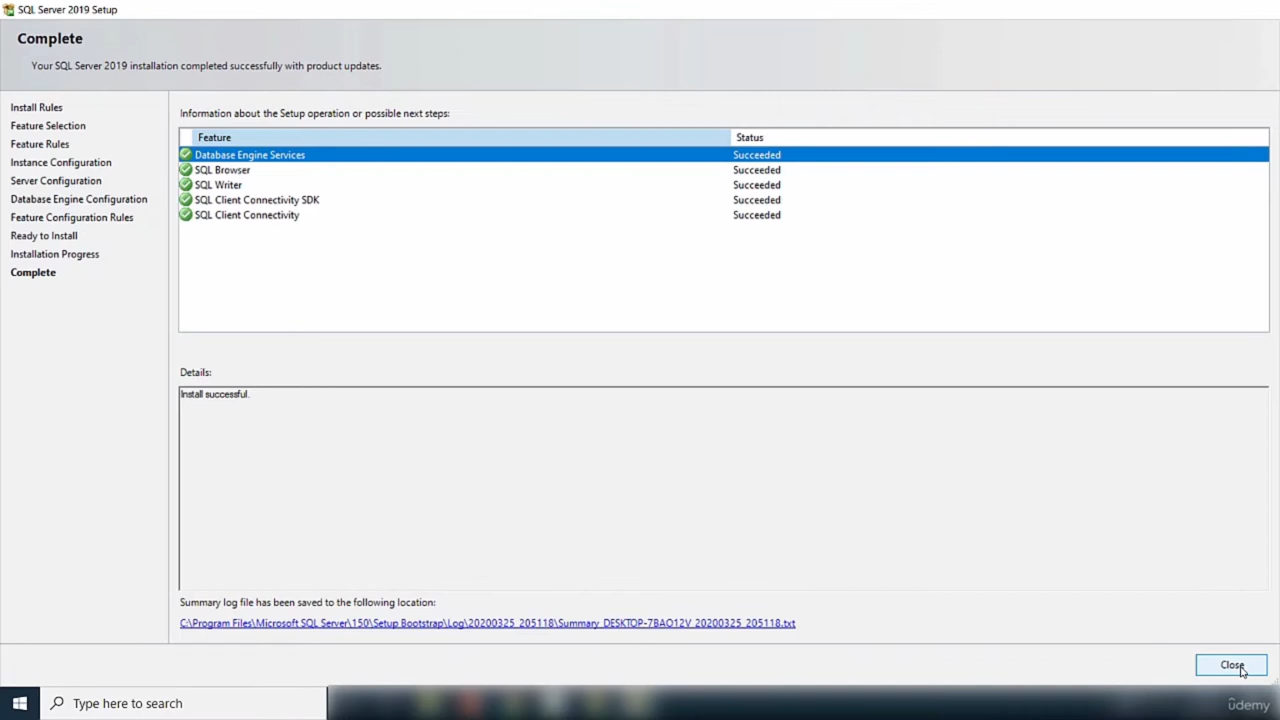 SQL Server 2019 Setup
Complete
Your SQL Server 2019 installation completed successfully with product updates.
Install Rules
Feature Selection
Feature Rules
Instance Configuration
Server Configuration
Database Engine Configuration
Feature Configuration Rules
Ready to Install
Installation Progress
Complete
Information about the Setup operation or possible next steps:
Feature Status
Database Engine Services Succeeded
SQL Browser Succeeded
SQL Writer Succeeded
SQL Client Connectivity SDK Succeeded
SQL Client Connectivity Succeeded
Details:
Install successful.
Summary log file has been saved to the following location:
C:\Program Files\Microsoft SQL Server\150\Setup Bootstrap\Log\20200325_205118\Summary_DESKTOP-7BAO12V_20200325_205118.txt
Close
Type here to search
udemy